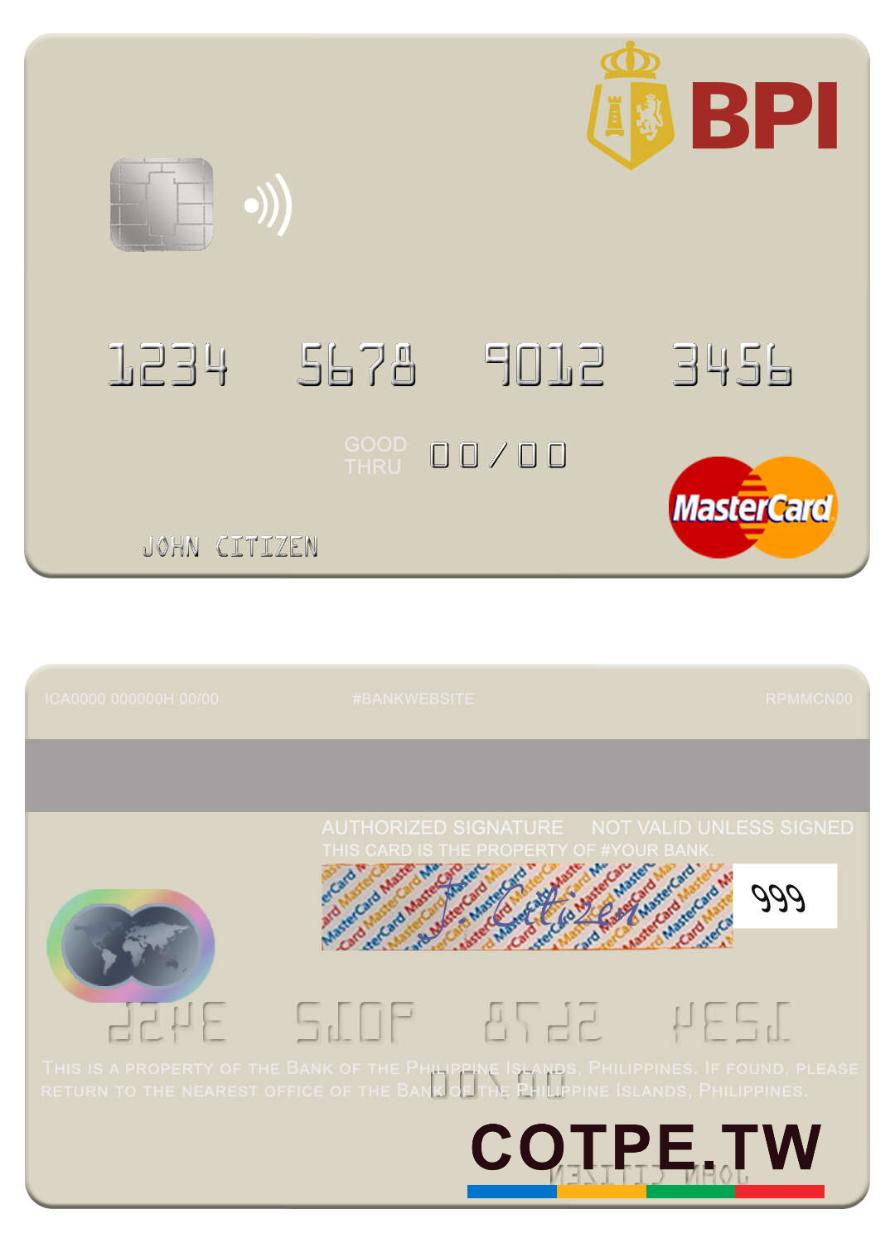 BPI
1234 5678 9012 3456
GOOD THRU 00/00
MasterCard
JOHN CITIZEN
ICA0000 000000H 00/00 #BANKWEBSITE RPMMCN00
AUTHORIZED SIGNATURE NOT VALID UNLESS SIGNED
THIS CARD IS THE PROPERTY OF #YOUR BANK.
J Citizen 999
THIS IS A PROPERTY OF THE BANK OF THE PHILIPPINE ISLANDS, PHILIPPINES. IF FOUND, PLEASE
RETURN TO THE NEAREST OFFICE OF THE BANK OF THE PHILIPPINE ISLANDS, PHILIPPINES.
COTPE.TW